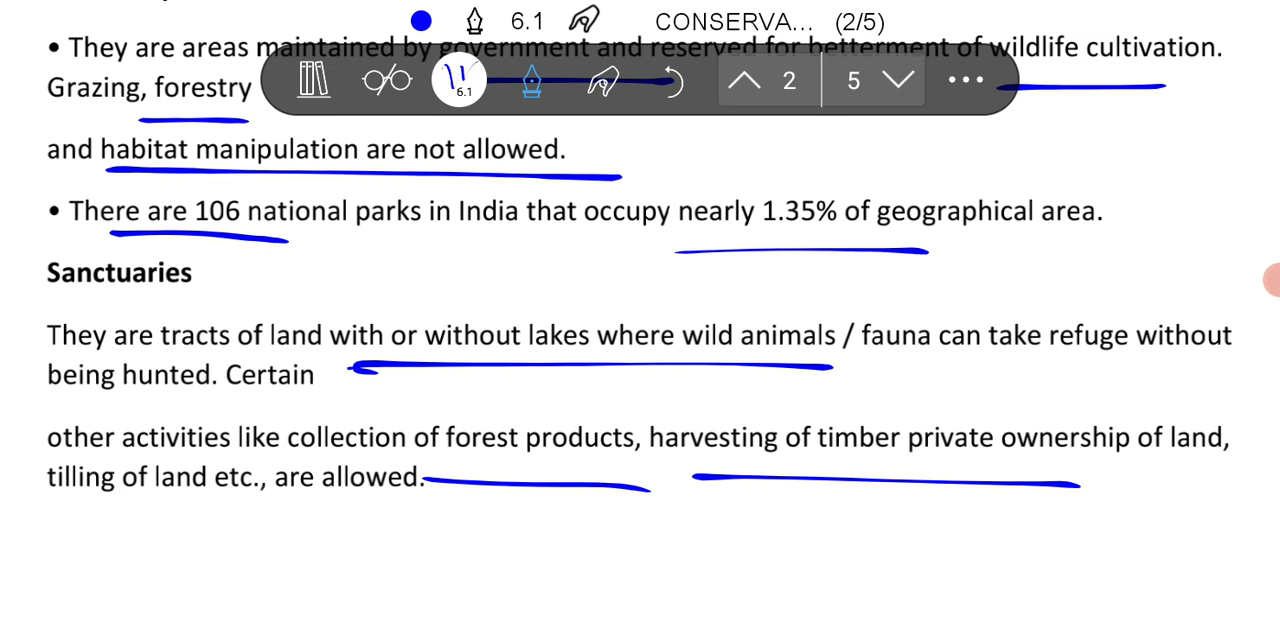 6.1 CONSERVA... (2/5)
• They are areas maintained by government and reserved for betterment of wildlife cultivation.
Grazing, forestry
6.1 2 5 ...
and habitat manipulation are not allowed.
• There are 106 national parks in India that occupy nearly 1.35% of geographical area.
Sanctuaries
They are tracts of land with or without lakes where wild animals / fauna can take refuge without
being hunted. Certain
other activities like collection of forest products, harvesting of timber private ownership of land,
tilling of land etc., are allowed.